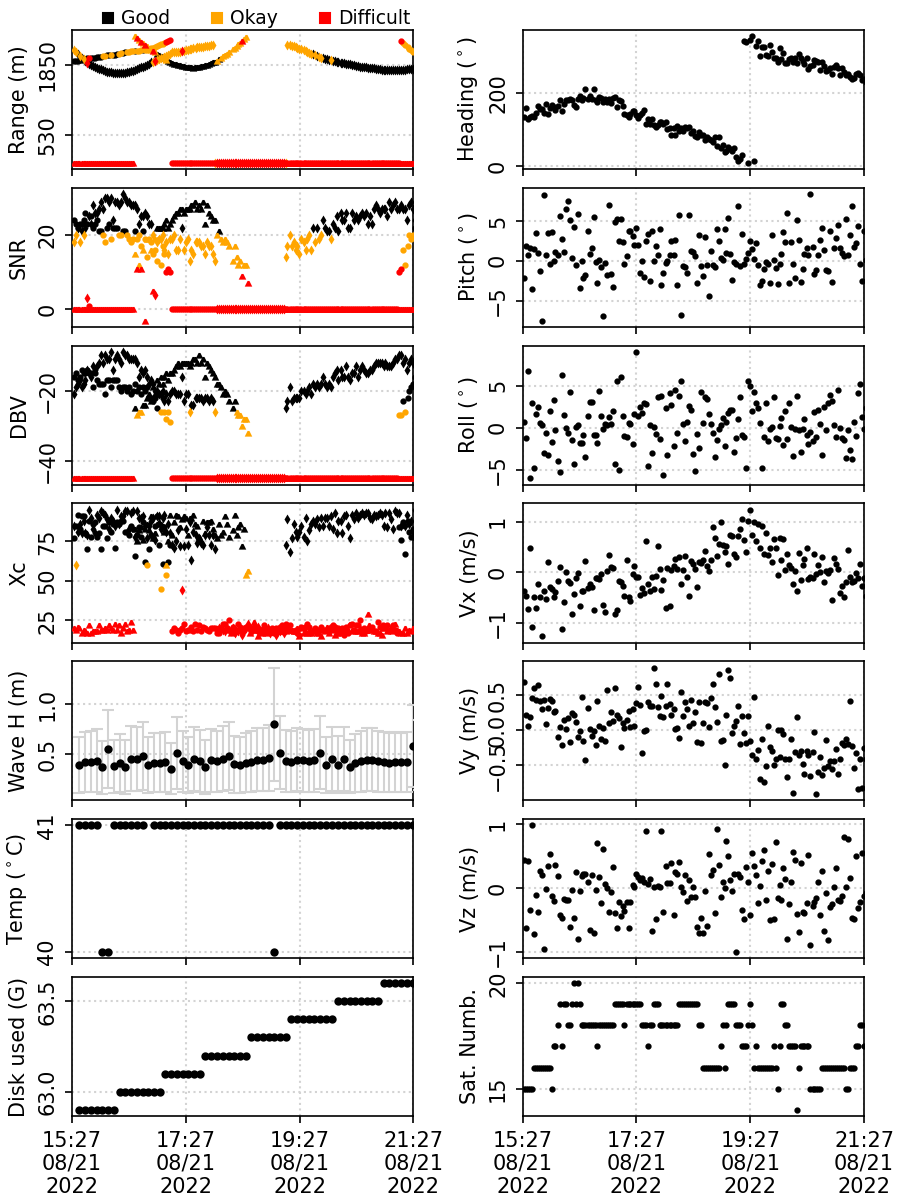 Good Okay Difficult
Range (m)
1850
530
Heading (°)
200
0
SNR
20
0
Pitch (°)
5
0
−5
DBV
−20
−40
Roll (°)
5
0
−5
Xc
75
50
25
Vx (m/s)
1
0
−1
Wave H (m)
1.0
0.5
Vy (m/s)
0.5
0.0
−0.5
Temp (°C)
41
40
Vz (m/s)
1
0
−1
Disk used (G)
63.5
63.0
Sat. Numb.
20
15
15:27 17:27 19:27 21:27
08/21 08/21 08/21 08/21
2022 2022 2022 2022
15:27 17:27 19:27 21:27
08/21 08/21 08/21 08/21
2022 2022 2022 2022